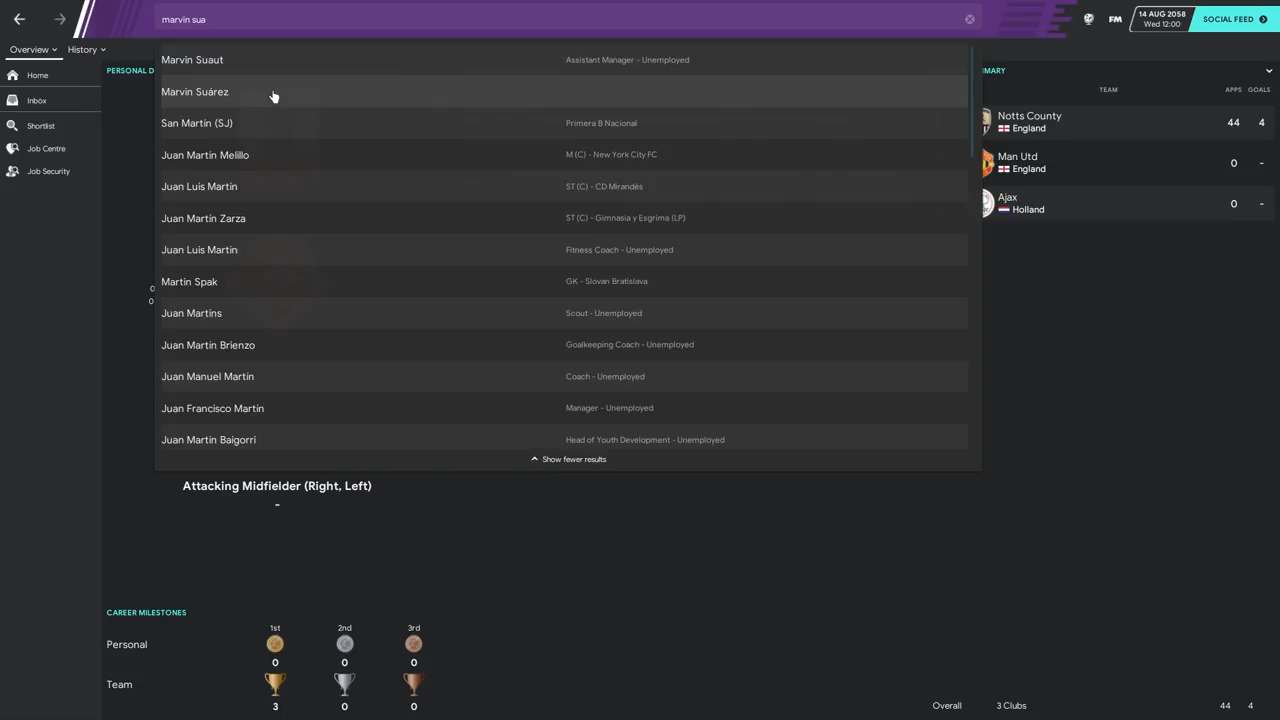 marvin sua
FM
14 AUG 2058
Wed 12:00
SOCIAL FEED
Overview
History
Home
Inbox
Shortlist
Job Centre
Job Security
PERSONAL D
Marvin Suaut
Assistant Manager - Unemployed
Marvin Suárez
San Martín (SJ)
Primera B Nacional
Juan Martín Melillo
M (C) - New York City FC
Juan Luis Martín
ST (C) - CD Mirandés
Juan Martín Zarza
ST (C) - Gimnasia y Esgrima (LP)
Juan Luis Martín
Fitness Coach - Unemployed
Martin Spak
GK - Slovan Bratislava
Juan Martins
Scout - Unemployed
Juan Martín Brienzo
Goalkeeping Coach - Unemployed
Juan Manuel Martín
Coach - Unemployed
Juan Francisco Martín
Manager - Unemployed
Juan Martín Baigorri
Head of Youth Development - Unemployed
Show fewer results
MMARY
TEAM APPS GOALS
Notts County
England
44 4
Man Utd
England
0 -
Ajax
Holland
0 -
0
0
Attacking Midfielder (Right, Left)
-
CAREER MILESTONES
1st 2nd 3rd
Personal
0 0 0
Team
3 0 0
Overall 3 Clubs 44 4